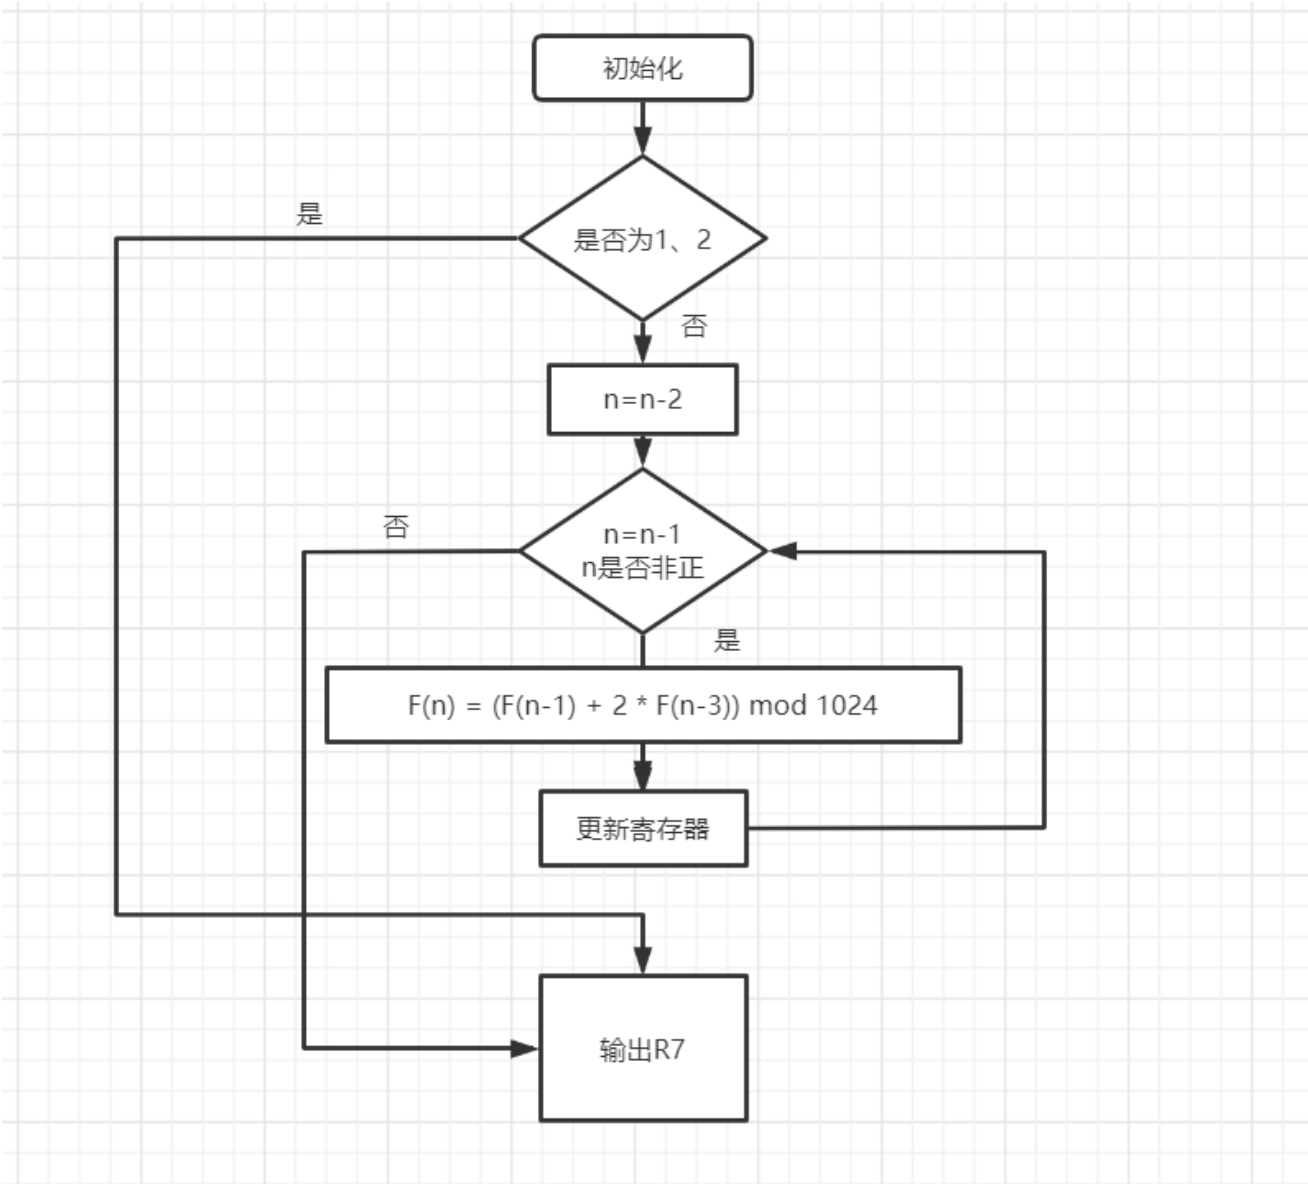 初始化
是
是否为1、2
否
n=n-2
否
n=n-1
n是否非正
是
F(n) = (F(n-1) + 2 * F(n-3)) mod 1024
更新寄存器
输出R7